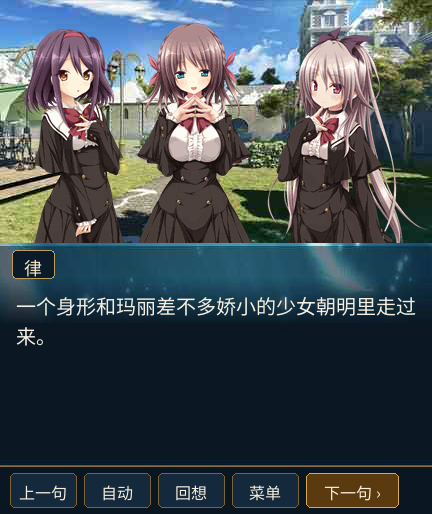 律
一个身形和玛丽差不多娇小的少女朝明里走过
来。
上一句
自动
回想
菜单
下一句 ›